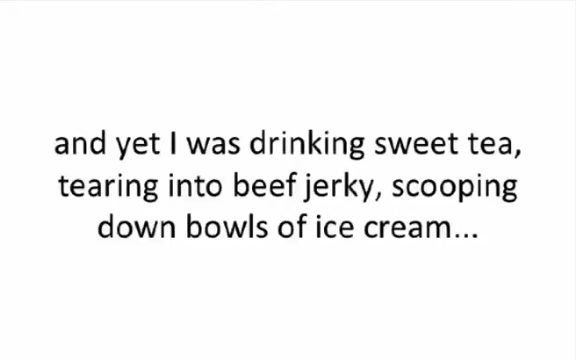 and yet I was drinking sweet tea,
tearing into beef jerky, scooping
down bowls of ice cream...